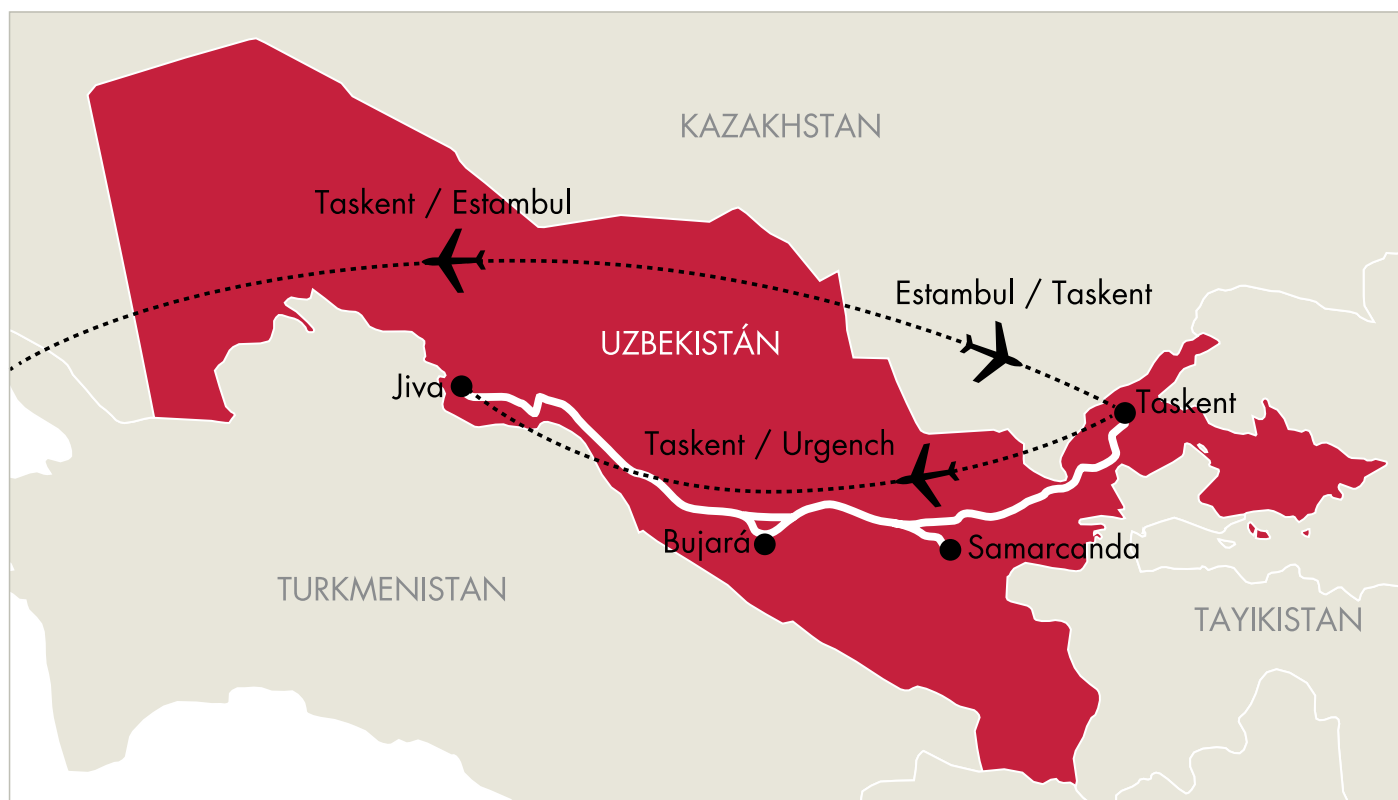 KAZAKHSTAN
Taskent / Estambul
Estambul / Taskent
UZBEKISTÁN
Jiva
Taskent
Taskent / Urgench
Bujará
Samarcanda
TURKMENISTAN
TAYIKISTAN